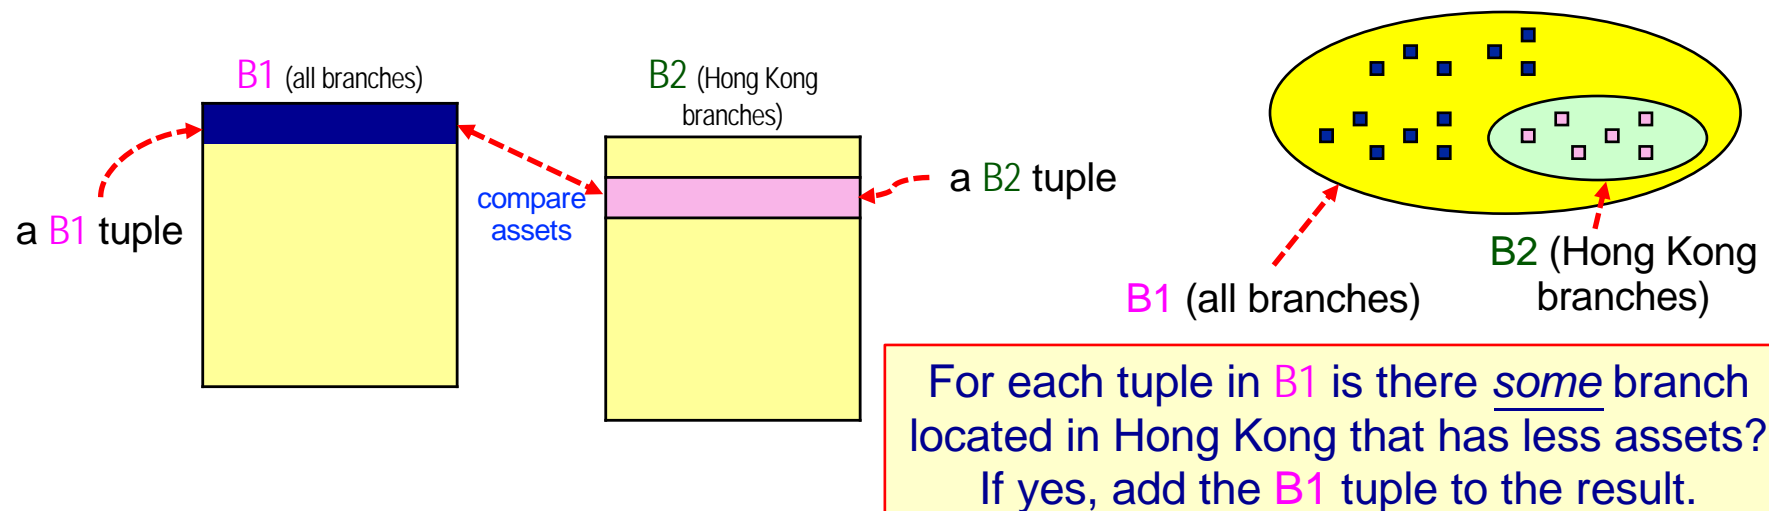 B1 (all branches)
B2 (Hong Kong
branches)
a B1 tuple
compare
assets
a B2 tuple
B1 (all branches)
B2 (Hong Kong
branches)
For each tuple in B1 is there some branch
located in Hong Kong that has less assets?
If yes, add the B1 tuple to the result.